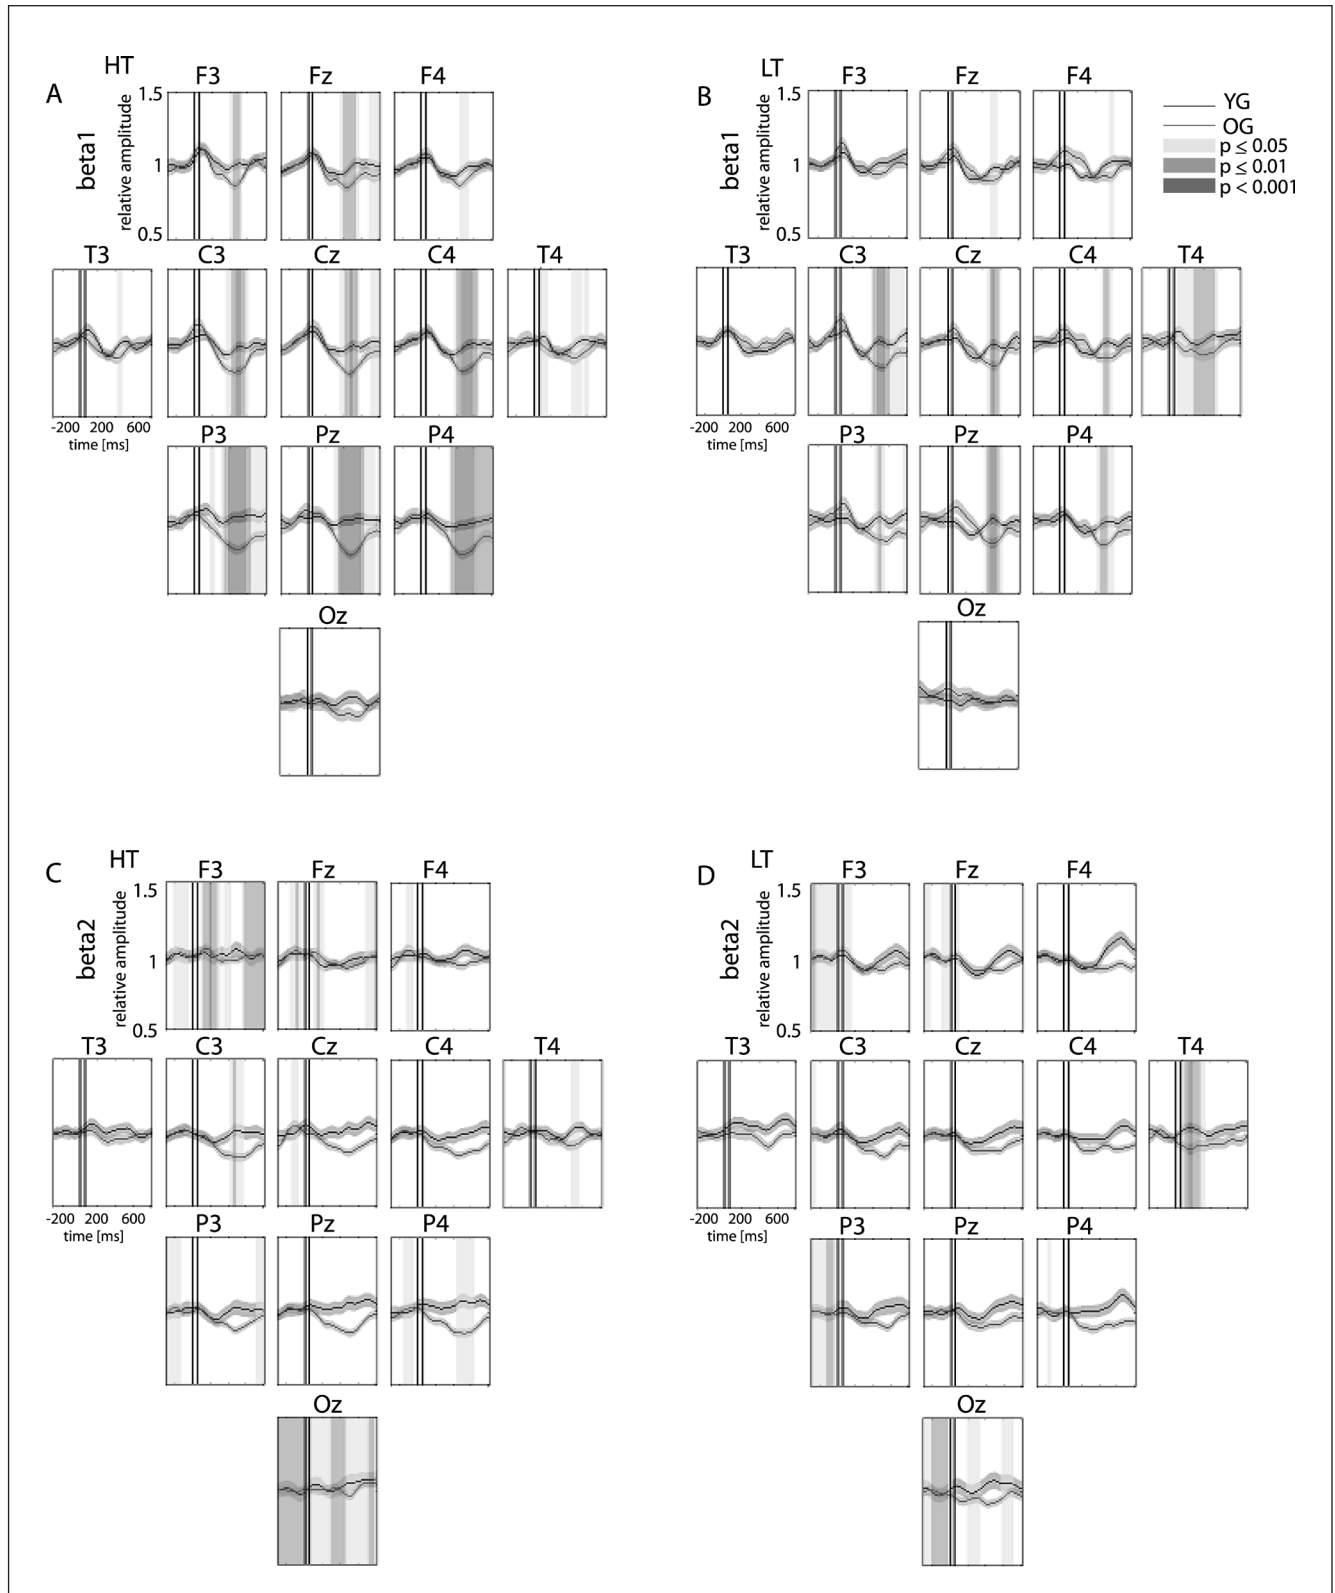 A
HT
F3
Fz
F4
beta1
relative amplitude
1.5
1
0.5
T3
C3
Cz
C4
T4
-200 200 600
time [ms]
P3
Pz
P4
Oz
B
LT
F3
Fz
F4
beta1
relative amplitude
1.5
1
0.5
YG
OG
p ≤ 0.05
p ≤ 0.01
p < 0.001
T3
C3
Cz
C4
T4
-200 200 600
time [ms]
P3
Pz
P4
Oz
C
HT
F3
Fz
F4
beta2
relative amplitude
1.5
1
0.5
T3
C3
Cz
C4
T4
-200 200 600
time [ms]
P3
Pz
P4
Oz
D
LT
F3
Fz
F4
beta2
relative amplitude
1.5
1
0.5
T3
C3
Cz
C4
T4
-200 200 600
time [ms]
P3
Pz
P4
Oz